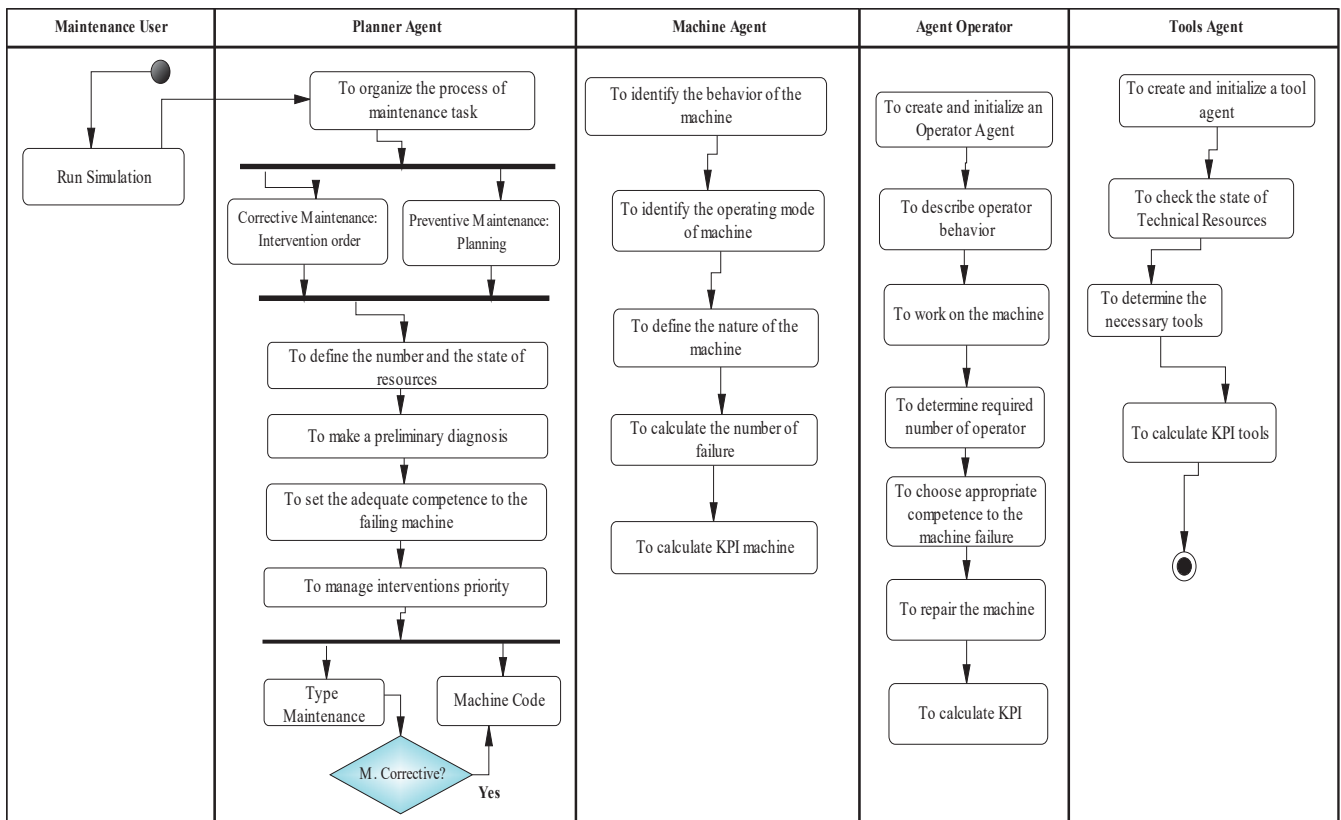 Maintenance User
Planner Agent
Machine Agent
Agent Operator
Tools Agent
Run Simulation
To organize the process of
maintenance task
Corrective Maintenance:
Intervention order
Preventive Maintenance:
Planning
To define the number and the state of
resources
To make a preliminary diagnosis
To set the adequate competence to the
failing machine
To manage interventions priority
Type
Maintenance
Machine Code
M. Corrective?
Yes
To identify the behavior of the
machine
To identify the operating mode
of machine
To define the nature of the
machine
To calculate the number of
failure
To calculate KPI machine
To create and initialize an
Operator Agent
To describe operator
behavior
To work on the machine
To determine required
number of operator
To choose appropriate
competence to the
machine failure
To repair the machine
To calculate KPI
To create and initialize a tool
agent
To check the state of
Technical Resources
To determine the
necessary tools
To calculate KPI tools